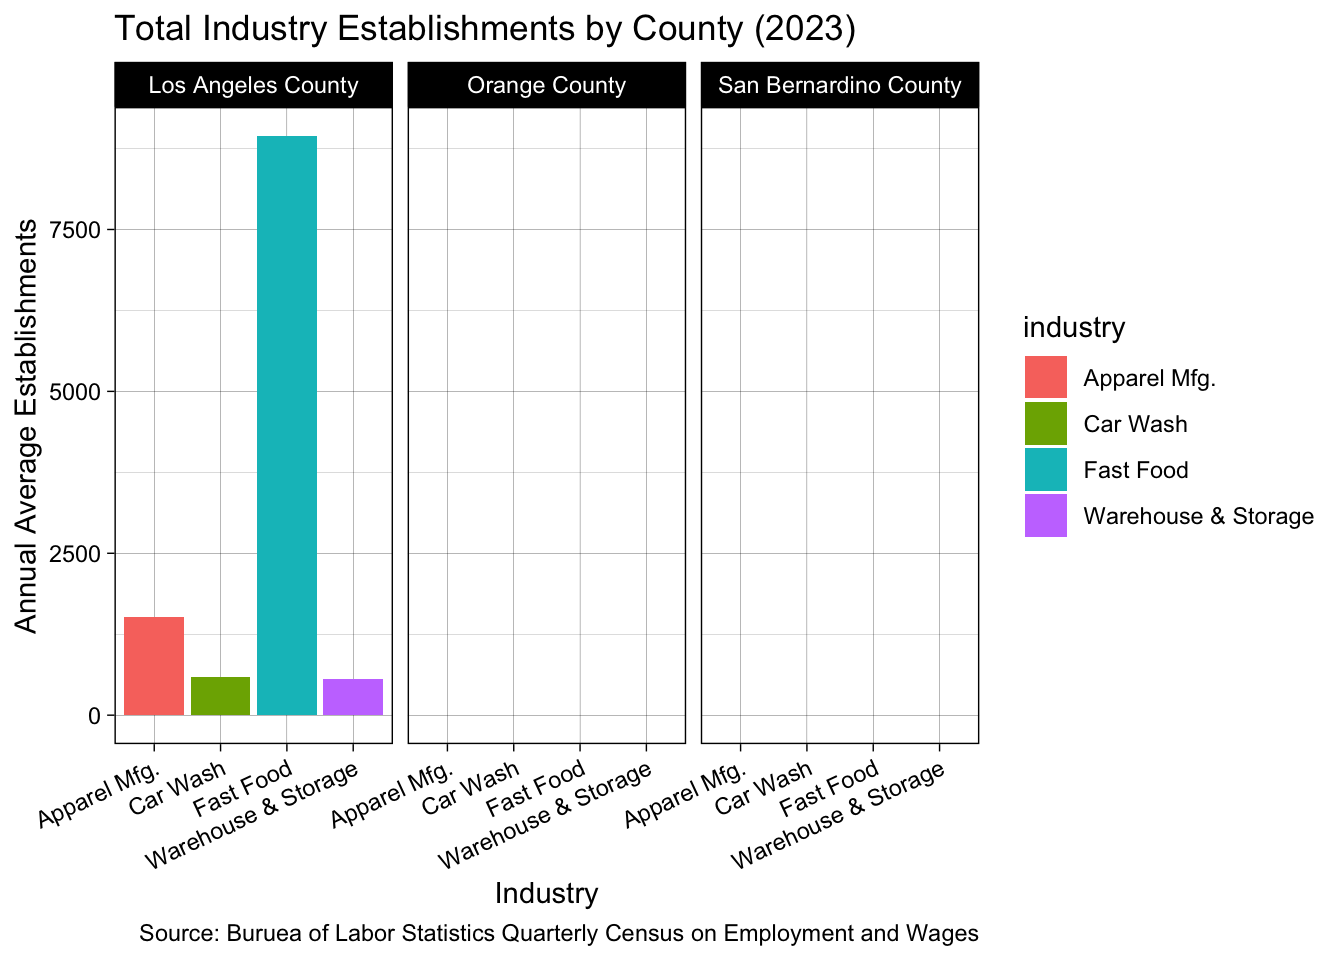 Total Industry Establishments by County (2023)
Los Angeles County
Orange County
San Bernardino County
Annual Average Establishments
7500
5000
2500
0
Apparel Mfg.
Car Wash
Fast Food
Warehouse & Storage
Apparel Mfg.
Car Wash
Fast Food
Warehouse & Storage
Apparel Mfg.
Car Wash
Fast Food
Warehouse & Storage
Industry
industry
Apparel Mfg.
Car Wash
Fast Food
Warehouse & Storage
Source: Buruea of Labor Statistics Quarterly Census on Employment and Wages